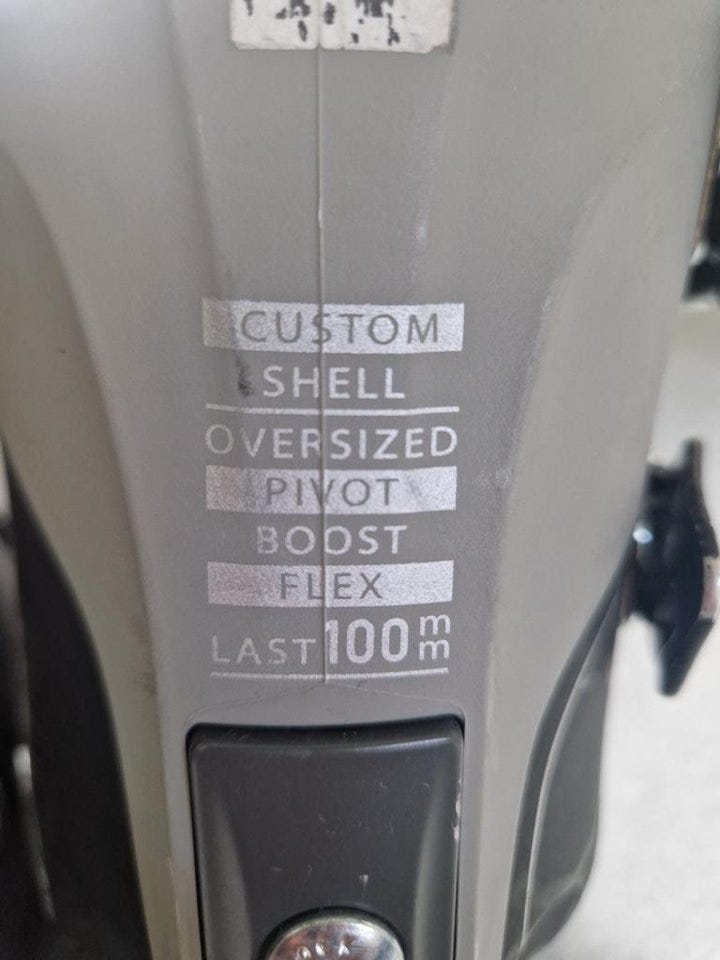 CUSTOM
SHELL
OVERSIZED
PIVOT
BOOST
FLEX
LAST 100 mm